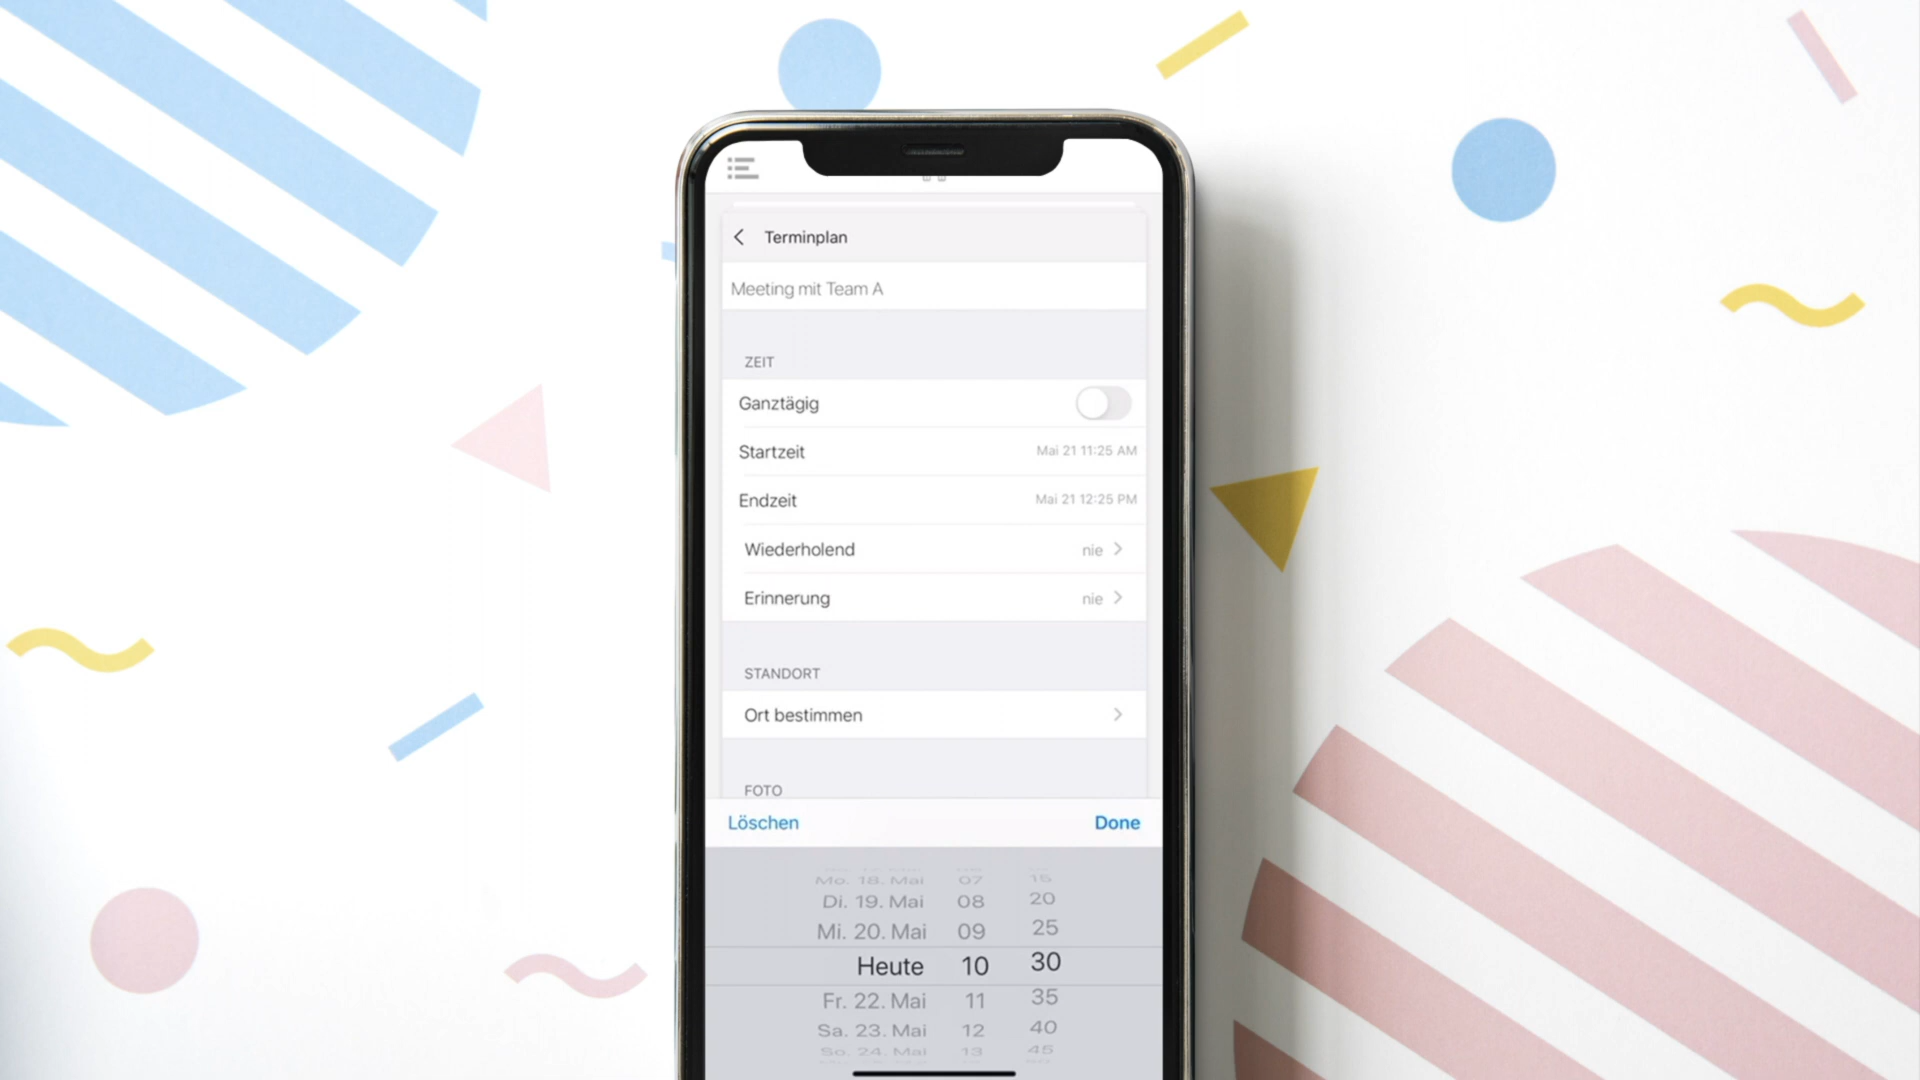 Terminplan
Meeting mit Team A
ZEIT
Ganztägig
Startzeit Mai 21 11:25 AM
Endzeit Mai 21 12:25 PM
Wiederholend nie
Erinnerung nie
STANDORT
Ort bestimmen
FOTO
Löschen Done
Mo. 18. Mai 07 15
Di. 19. Mai 08 20
Mi. 20. Mai 09 25
Heute 10 30
Fr. 22. Mai 11 35
Sa. 23. Mai 12 40
So. 24. Mai 13 45